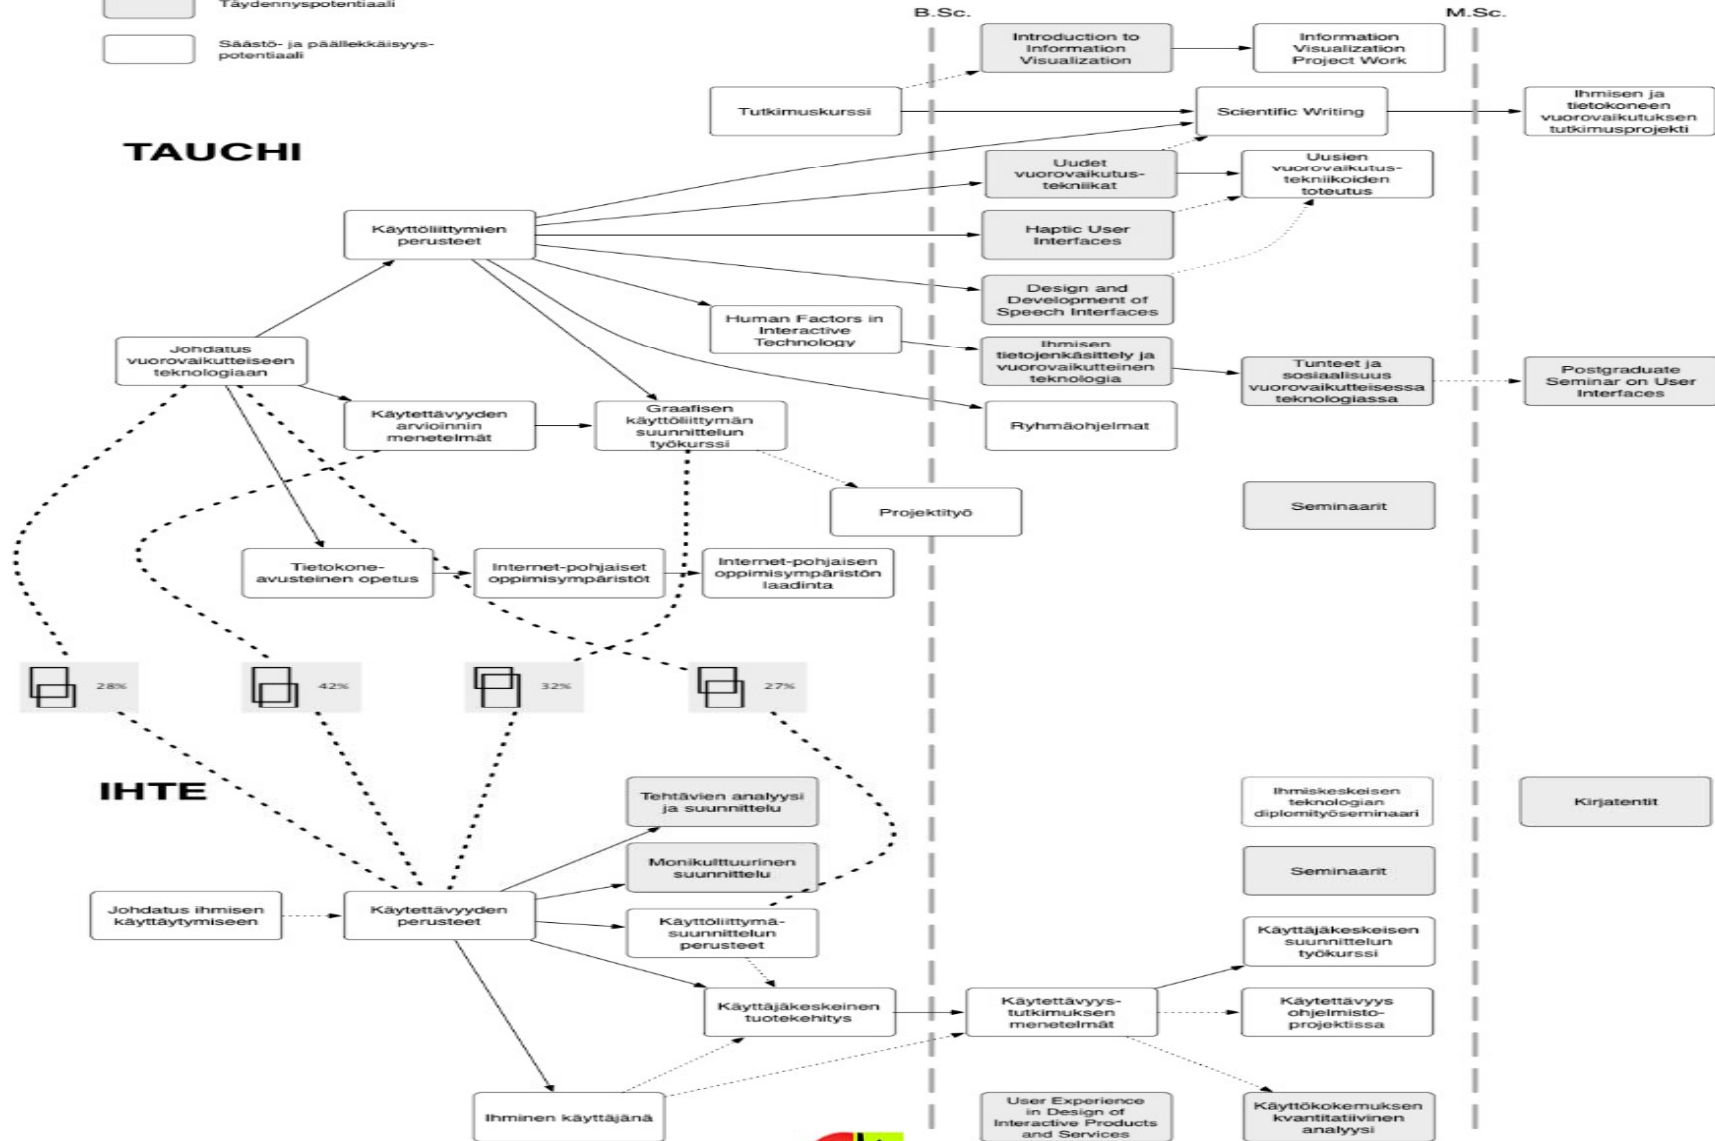 Täydennyspotentiaali
Säästö- ja päällekkäisyys-
potentiaali
B.Sc.
M.Sc.
Introduction to
Information
Visualization
Information
Visualization
Project Work
Tutkimuskurssi
Scientific Writing
Ihmisen ja
tietokoneen
vuorovaikutuksen
tutkimusprojekti
TAUCHI
Uudet
vuorovaikutus-
tekniikat
Uusien
vuorovaikutus-
tekniikoiden
toteutus
Käyttöliittymien
perusteet
Haptic User
Interfaces
Design and
Development of
Speech Interfaces
Human Factors in
Interactive
Technology
Johdatus
vuorovaikutteiseen
teknologiaan
Ihmisen
tietojenkäsittely ja
vuorovaikutteinen
teknologia
Tunteet ja
sosiaalisuus
vuorovaikutteisessa
teknologiassa
Postgraduate
Seminar on User
Interfaces
Käytettävyyden
arvioinnin
menetelmät
Graafisen
käyttöliittymän
suunnittelun
työkurssi
Ryhmäohjelmat
Projektityö
Seminaarit
Tietokone-
avusteinen opetus
Internet-pohjaiset
oppimisympäristöt
Internet-pohjaisen
oppimisympäristön
laadinta
28%
42%
32%
27%
IHTE
Tehtävien analyysi
ja suunnittelu
Ihmiskeskeisen
teknologian
diplomityöseminaari
Kirjatentit
Monikulttuurinen
suunnittelu
Seminaarit
Johdatus ihmisen
käyttäytymiseen
Käytettävyyden
perusteet
Käyttöliittymä-
suunnittelun
perusteet
Käyttäjäkeskeisen
suunnittelun
työkurssi
Käyttäjäkeskeinen
tuotekehitys
Käytettävyys-
tutkimuksen
menetelmät
Käytettävyys
ohjelmisto-
projektissa
Ihminen käyttäjänä
User Experience
in Design of
Interactive Products
and Services
Käyttökokemuksen
kvantitatiivinen
analyysi